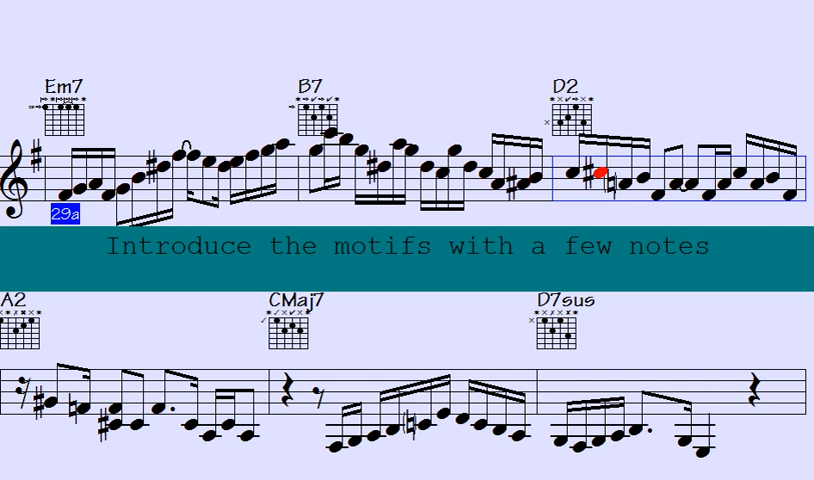 Em7 B7 D2
29a
Introduce the motifs with a few notes
A2 CMaj7 D7sus